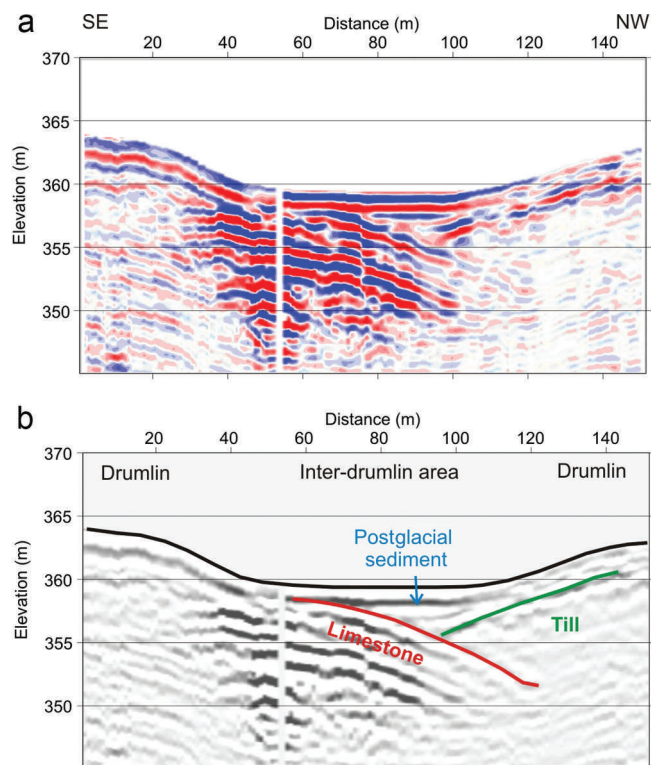 a
SE
Distance (m)
NW
20 40 60 80 100 120 140
370
365
360
355
350
Elevation (m)
b
Distance (m)
20 40 60 80 100 120 140
370
365
360
355
350
Elevation (m)
Drumlin
Inter-drumlin area
Drumlin
Postglacial
sediment
Limestone
Till